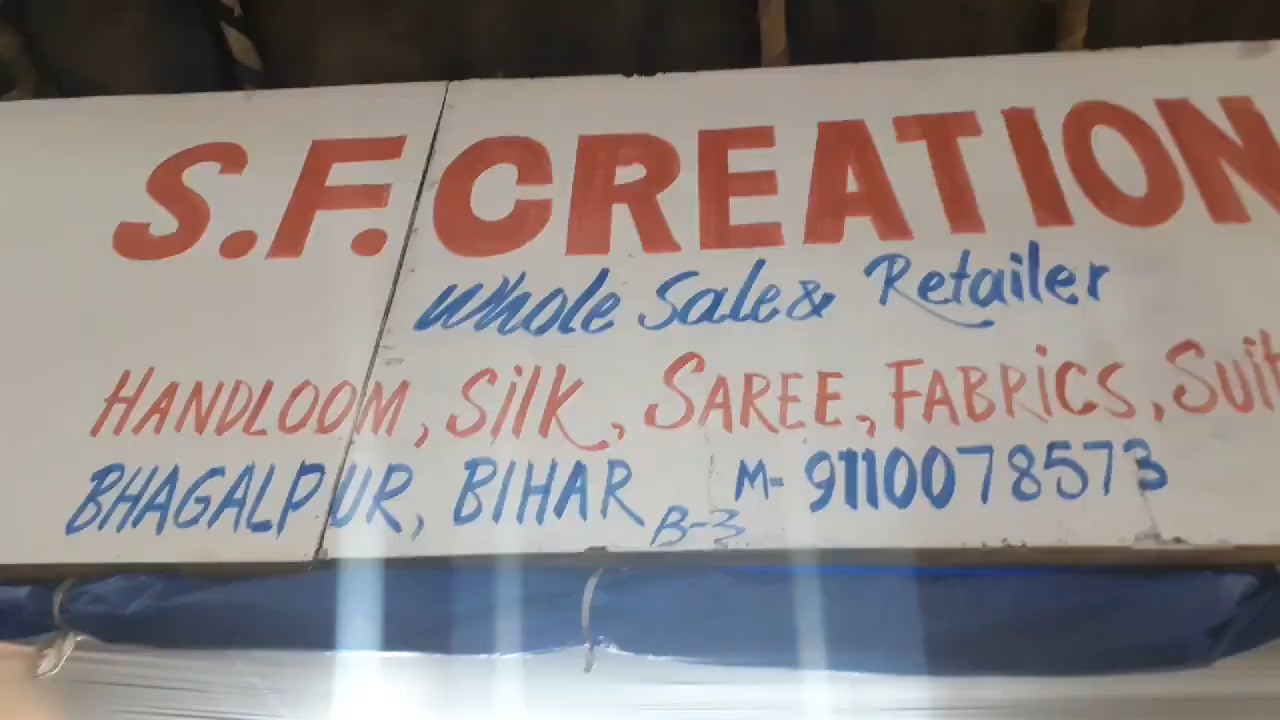 S.F. CREATION
Whole Sale & Retailer
HANDLOOM, Silk, SAREE, FABRICS, Suit
BHAGALPUR, BIHAR M- 9110078573
B-3